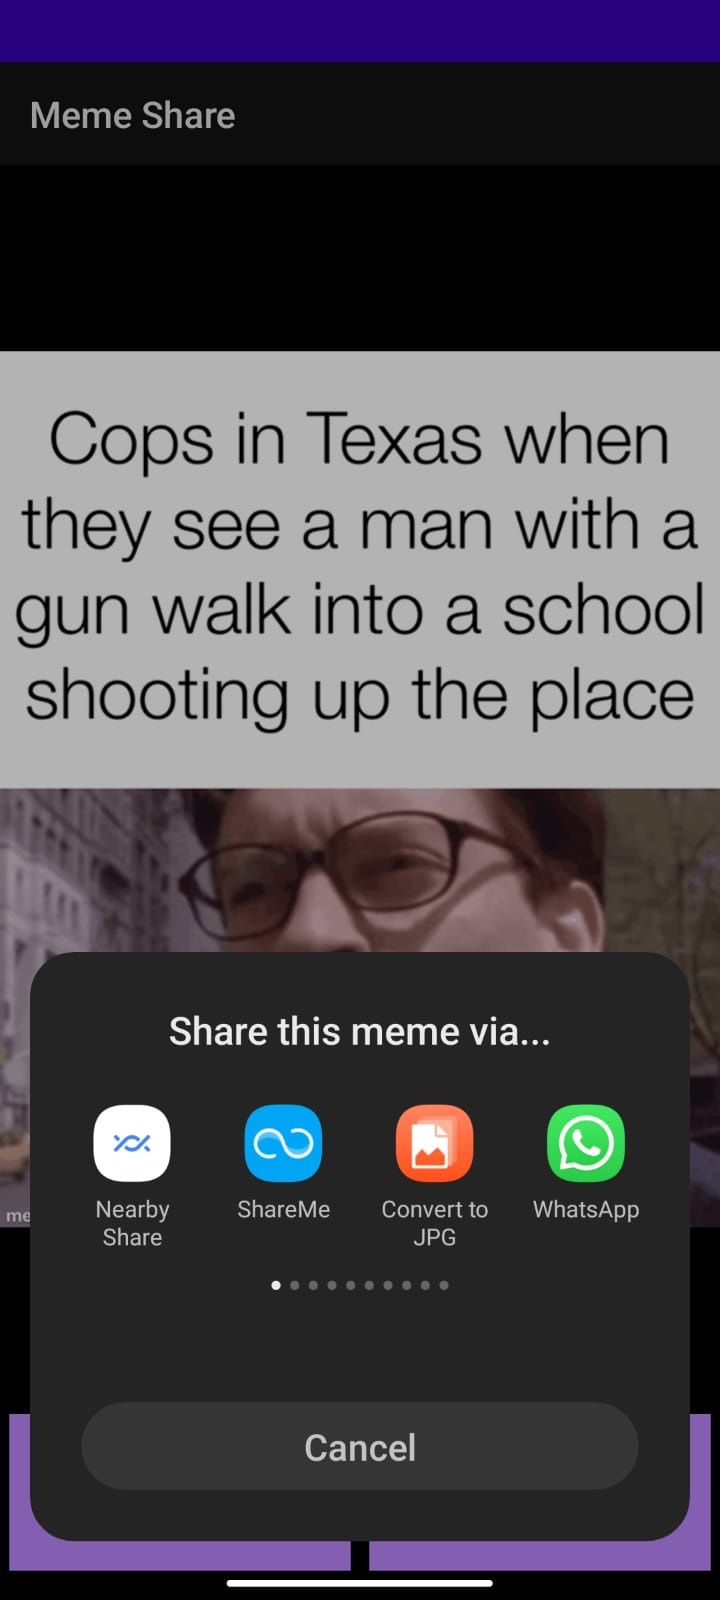 Meme Share
Cops in Texas when
they see a man with a
gun walk into a school
shooting up the place
Share this meme via...
Nearby
Share
ShareMe
Convert to
JPG
WhatsApp
me
Cancel